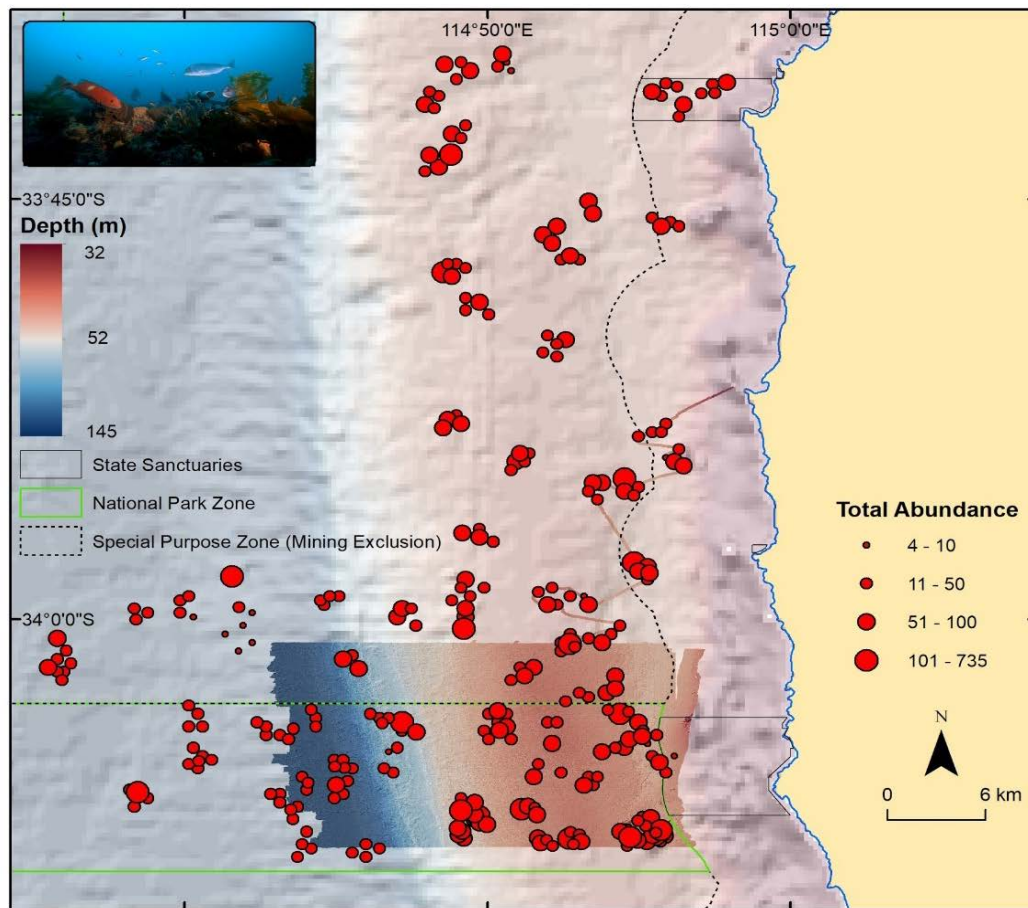 114°50'0"E
115°0'0"E
33°45'0"S
Depth (m)
32
52
145
State Sanctuaries
National Park Zone
Special Purpose Zone (Mining Exclusion)
34°0'0"S
Total Abundance
4 - 10
11 - 50
51 - 100
101 - 735
N
0 6 km